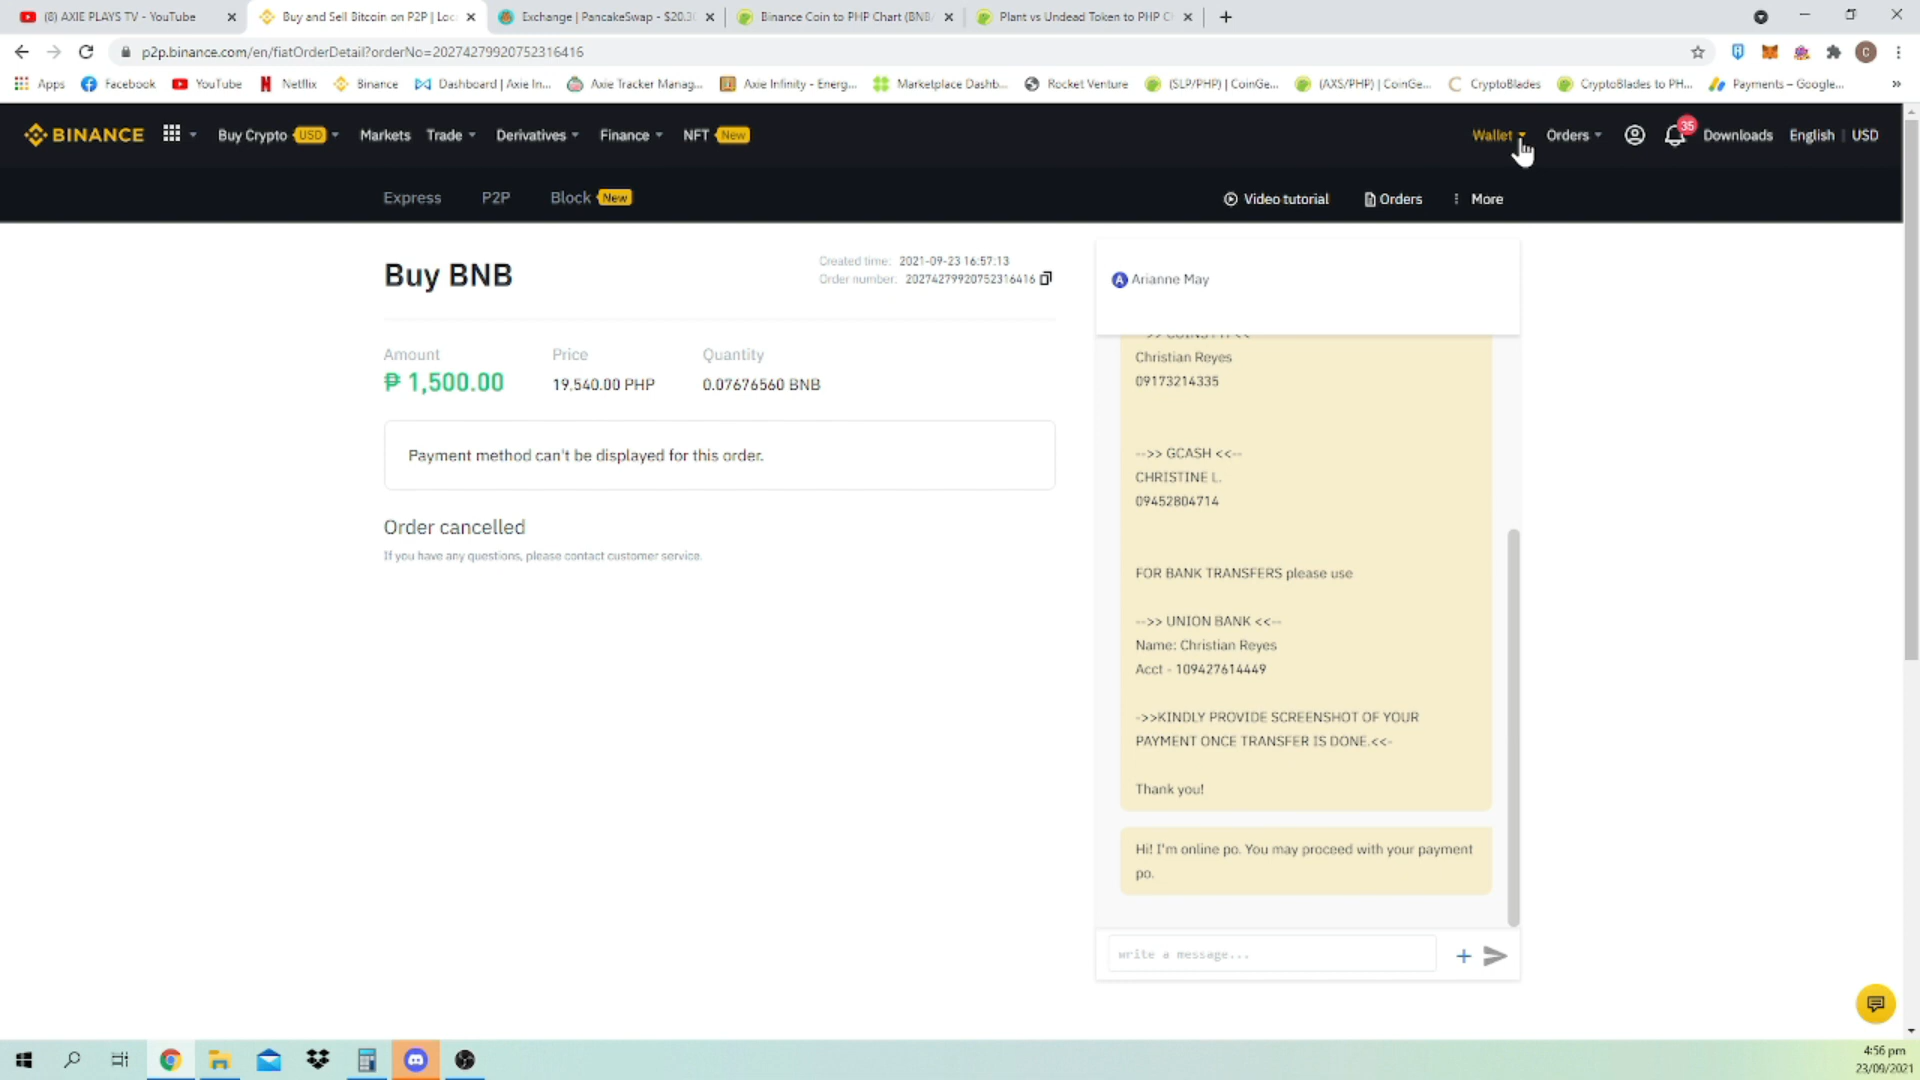 (8) AXIE PLAYS TV - YouTube
Buy and Sell Bitcoin on P2P | Loc
Exchange | PancakeSwap - $20.3
Binance Coin to PHP Chart (BNB/
Plant vs Undead Token to PHP C
p2p.binance.com/en/fiatOrderDetail?orderNo=20274279920752316416
C
Apps
Facebook
YouTube
Netflix
Binance
Dashboard | Axie In...
Axie Tracker Manag...
Axie Infinity - Energ...
Marketplace Dashb...
Rocket Venture
(SLP/PHP) | CoinGe...
(AXS/PHP) | CoinGe...
CryptoBlades
CryptoBlades to PH...
Payments – Google...
BINANCE
Buy Crypto USD
Markets
Trade
Derivatives
Finance
NFT New
Wallet
Orders
35
Downloads
English | USD
Express
P2P
Block New
Video tutorial
Orders
More
Buy BNB
Created time: 2021-09-23 16:57:13
Order number: 20274279920752316416
Amount
₱ 1,500.00
Price
19,540.00 PHP
Quantity
0.07676560 BNB
Payment method can't be displayed for this order.
Order cancelled
If you have any questions, please contact customer service.
A Arianne May
Christian Reyes
09173214335
-->> GCASH <<--
CHRISTINE L.
09452804714
FOR BANK TRANSFERS please use
-->> UNION BANK <<--
Name: Christian Reyes
Acct - 109427614449
->>KINDLY PROVIDE SCREENSHOT OF YOUR
PAYMENT ONCE TRANSFER IS DONE.<<-
Thank you!
Hi! I'm online po. You may proceed with your payment
po.
write a message...
4:56 pm
23/09/2021